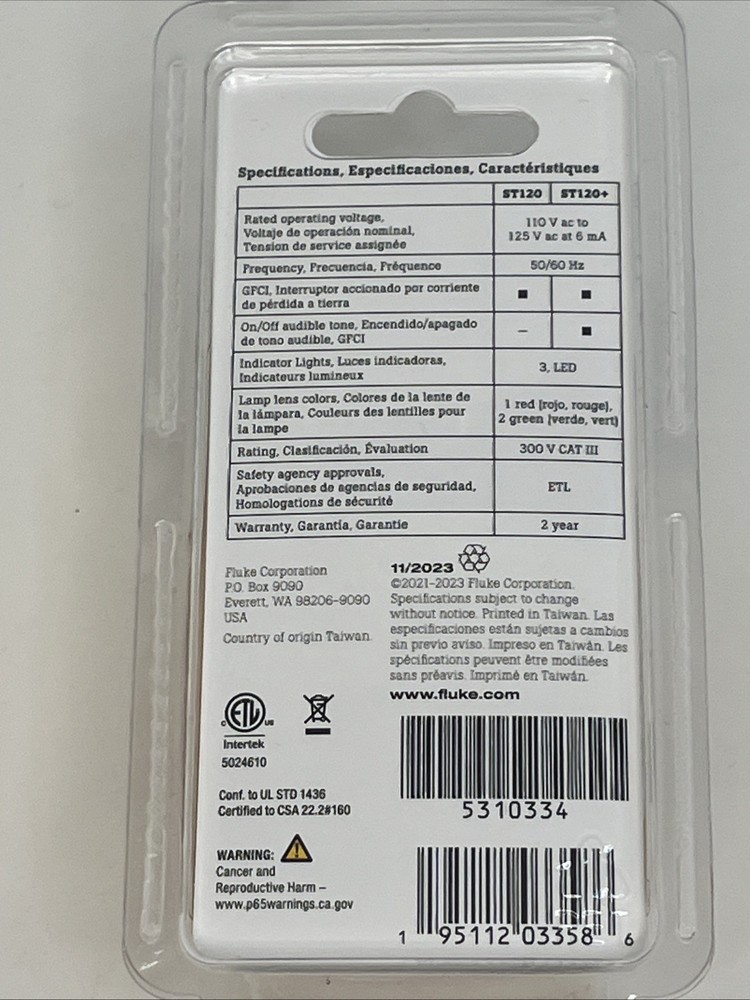 Specifications, Especificaciones, Caractéristiques
ST120 ST120+
Rated operating voltage,
Voltaje de operación nominal,
Tension de service assignée
110 V ac to
125 V ac at 6 mA
Frequency, Frecuencia, Fréquence
50/60 Hz
GFCI, Interruptor accionado por corriente
de pérdida a tierra
■ ■
On/Off audible tone, Encendido/apagado
de tono audible, GFCI
– ■
Indicator Lights, Luces indicadoras,
Indicateurs lumineux
3, LED
Lamp lens colors, Colores de la lente de
la lámpara, Couleurs des lentilles pour
la lampe
1 red (rojo, rouge),
2 green (verde, vert)
Rating, Clasificación, Évaluation
300 V CAT III
Safety agency approvals,
Aprobaciones de agencias de seguridad,
Homologations de sécurité
ETL
Warranty, Garantía, Garantie
2 year
Fluke Corporation
P.O. Box 9090
Everett, WA 98206-9090
USA
Country of origin Taiwan.
11/2023
©2021-2023 Fluke Corporation.
Specifications subject to change
without notice. Printed in Taiwan. Las
especificaciones están sujetas a cambios
sin previo aviso. Impreso en Taiwán. Les
spécifications peuvent être modifiées
sans préavis. Imprimé en Taiwán.
www.fluke.com
C ETL US
Intertek
5024610
Conf. to UL STD 1436
Certified to CSA 22.2#160
5310334
WARNING:
Cancer and
Reproductive Harm –
www.p65warnings.ca.gov
1 95112 03358 6